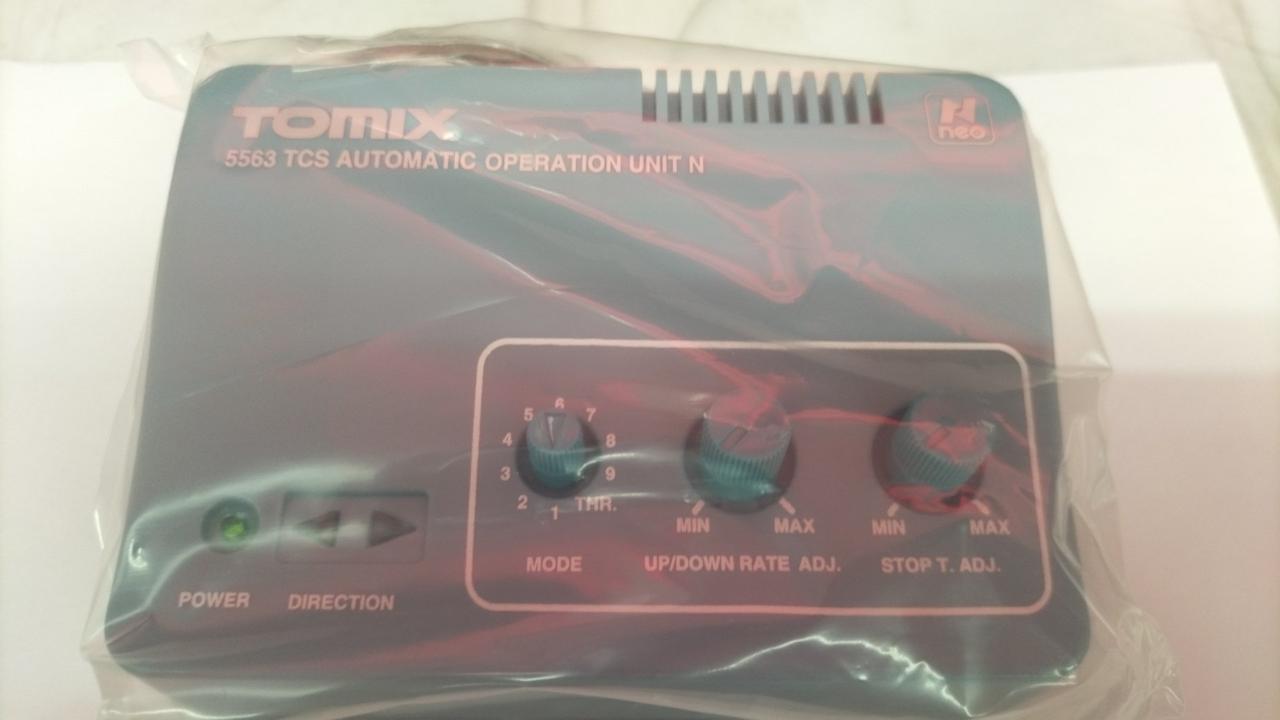 TOMIX
N
neo
5563 TCS AUTOMATIC OPERATION UNIT N
5 6 7
4 8
3 9
2 1 THR.
MIN MAX
MIN MAX
MODE
UP/DOWN RATE ADJ.
STOP T. ADJ.
POWER
DIRECTION